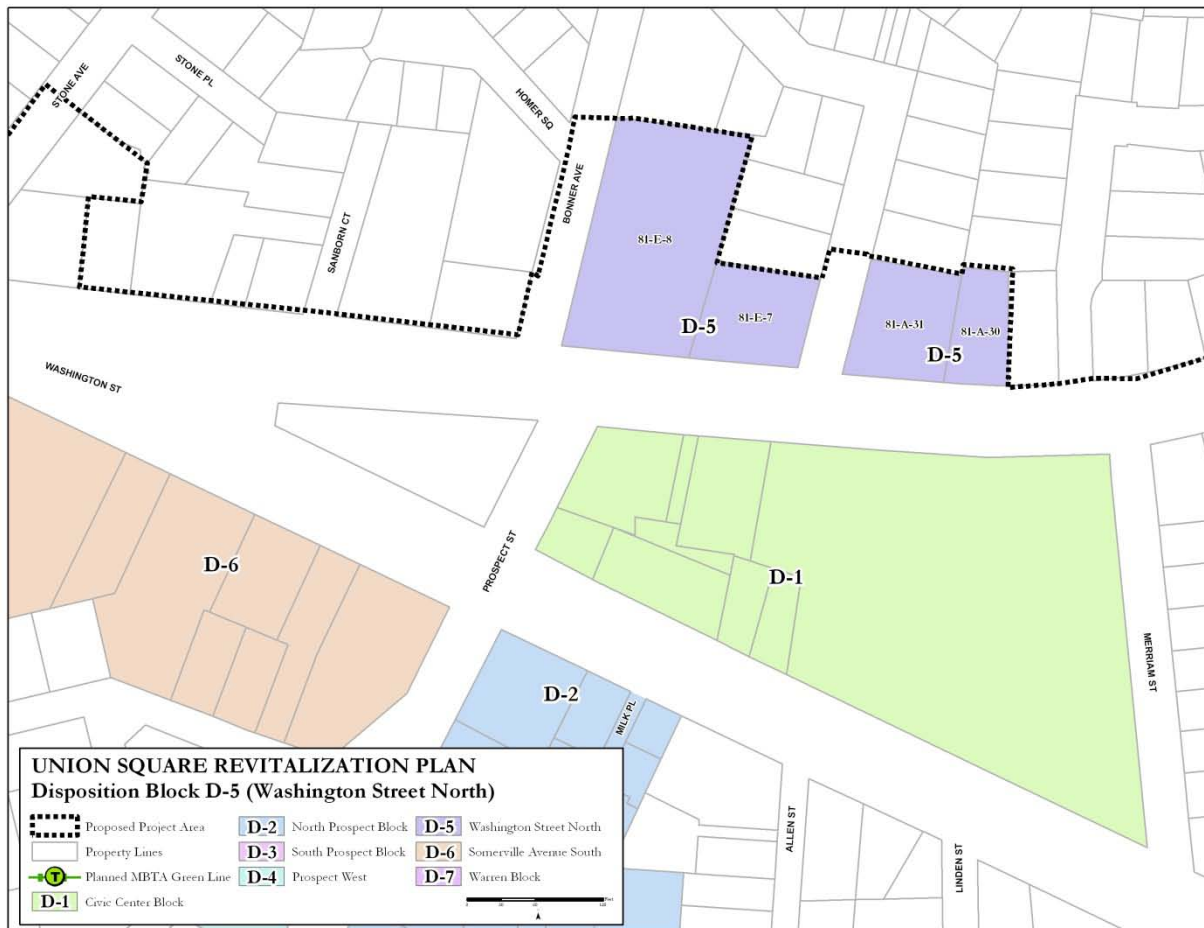 STONE AVE
STONE PL
HOMER SQ
BONNER AVE
SANBORN CT
81-E-8
81-E-7
D-5
81-A-31
81-A-30
D-5
WASHINGTON ST
PROSPECT ST
D-6
D-1
MERRIAM ST
D-2
MILK PL
ALLEN ST
LINDEN ST
UNION SQUARE REVITALIZATION PLAN
Disposition Block D-5 (Washington Street North)
Proposed Project Area
Property Lines
T Planned MBTA Green Line
D-1 Civic Center Block
D-2 North Prospect Block
D-3 South Prospect Block
D-4 Prospect West
D-5 Washington Street North
D-6 Somerville Avenue South
D-7 Warren Block